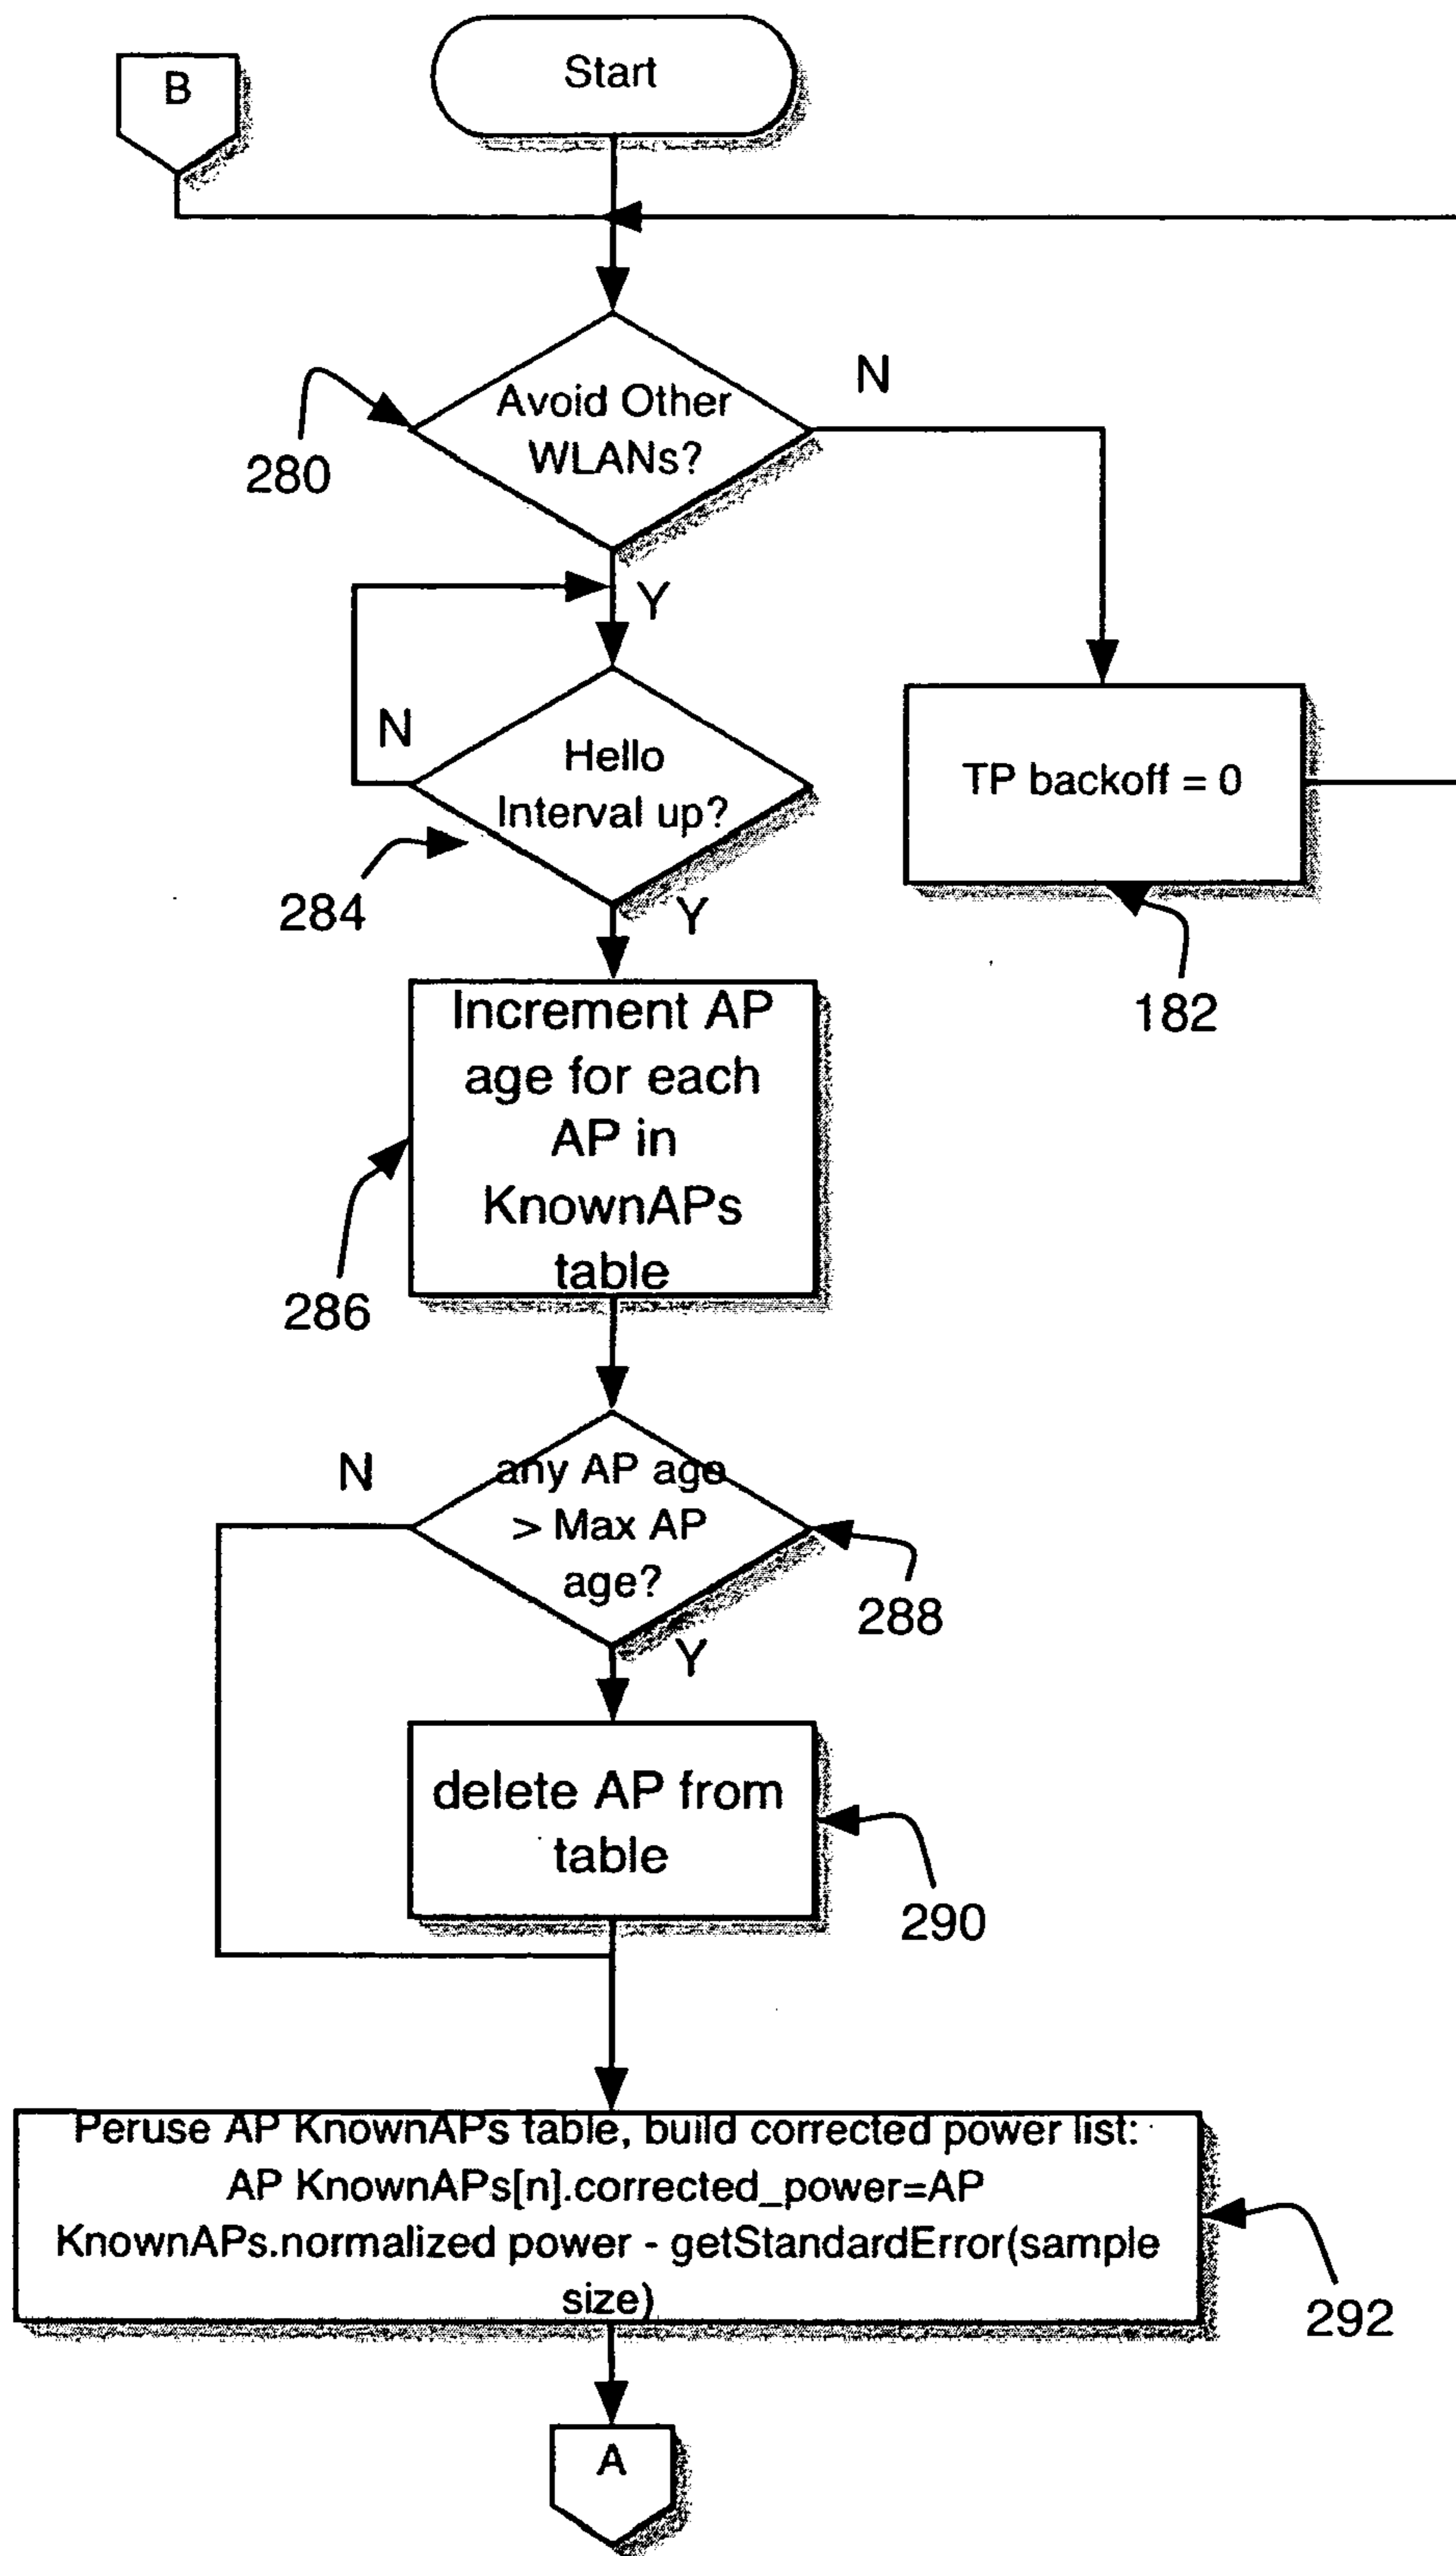 B
Start
Avoid Other
WLANs?
N
280
Y
Hello
Interval up?
N
284
Y
TP backoff = 0
182
Increment AP
age for each
AP in
KnownAPs
table
286
any AP age
> Max AP
age?
N
288
Y
delete AP from
table
290
Peruse AP KnownAPs table, build corrected power list:
AP KnownAPs[n].corrected_power=AP
KnownAPs.normalized power - getStandardError(sample
size)
292
A